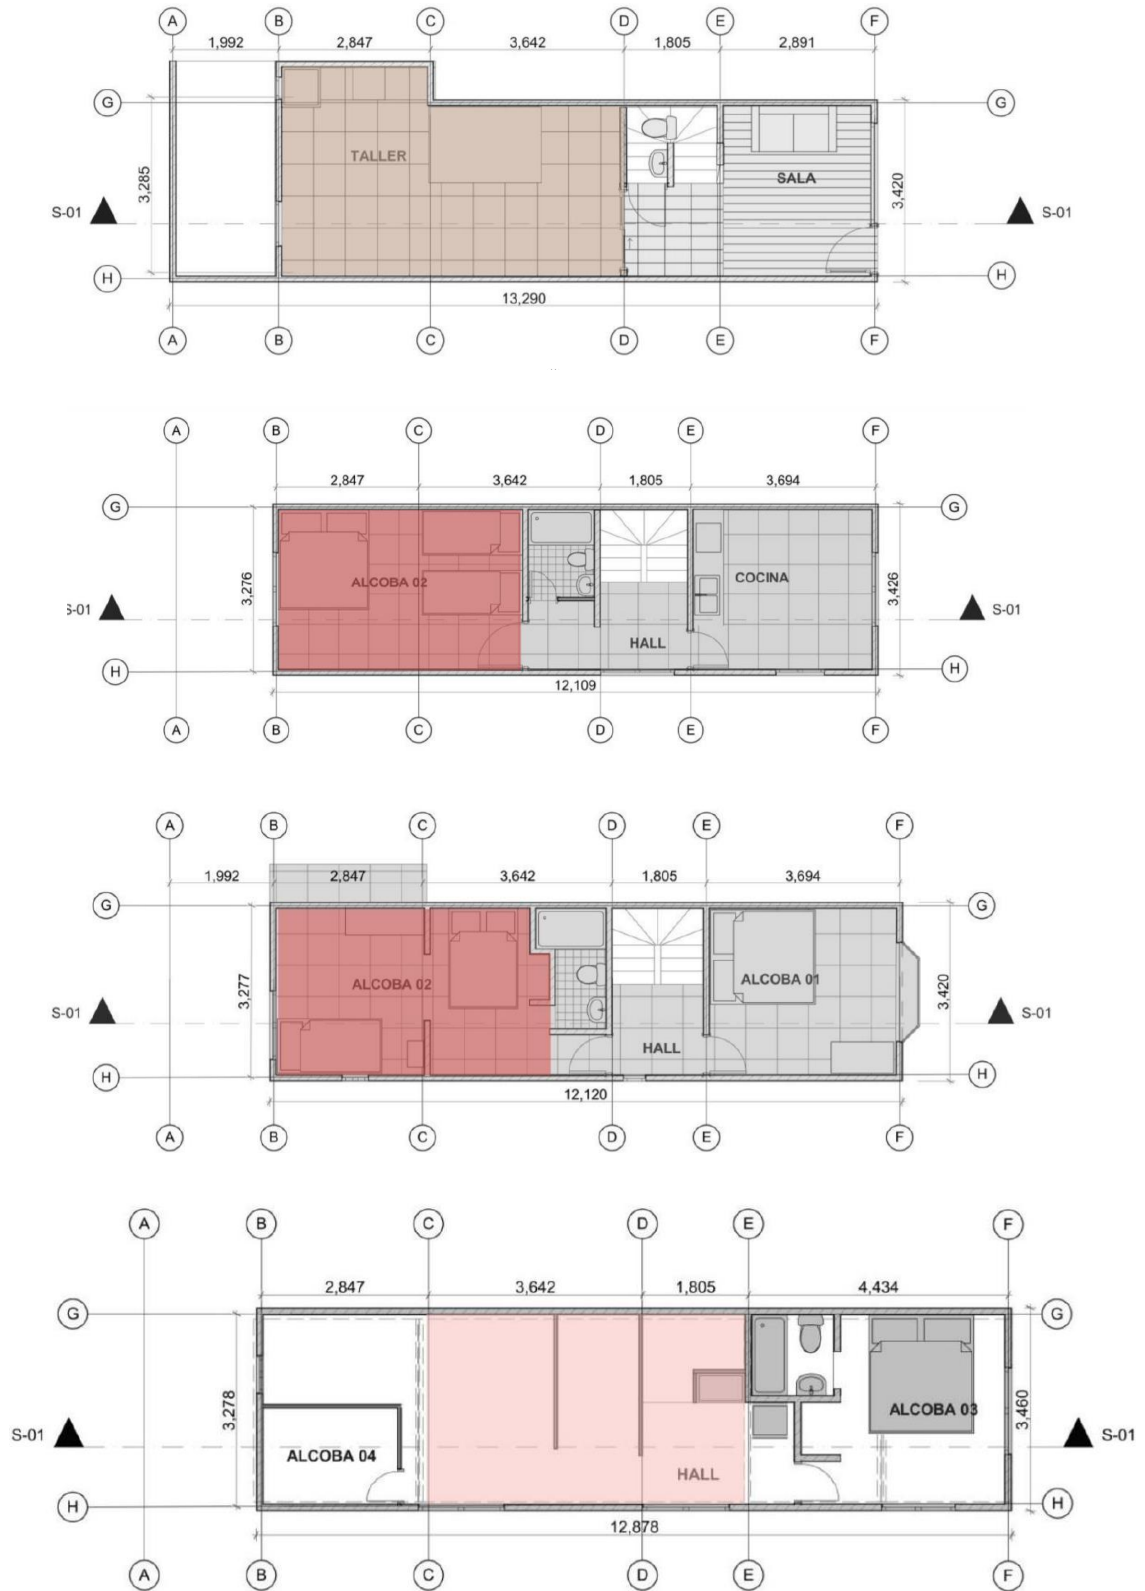 A B C D E F
1,992 2,847 3,642 1,805 2,891
G G
TALLER
SALA
3,285 3,420
S-01 S-01
H H
13,290
A B C D E F
A B C D E F
2,847 3,642 1,805 3,694
G G
3,276 ALCOBA 02 COCINA 3,426
S-01 S-01
HALL
H H
12,109
A B C D E F
A B C D E F
1,992 2,847 3,642 1,805 3,694
G G
3,277 ALCOBA 02 ALCOBA 01 3,420
S-01 S-01
HALL
H H
12,120
A B C D E F
A B C D E F
2,847 3,642 1,805 4,434
G G
3,278 ALCOBA 03 3,460
S-01 S-01
ALCOBA 04 HALL
H H
12,878
A B C D E F